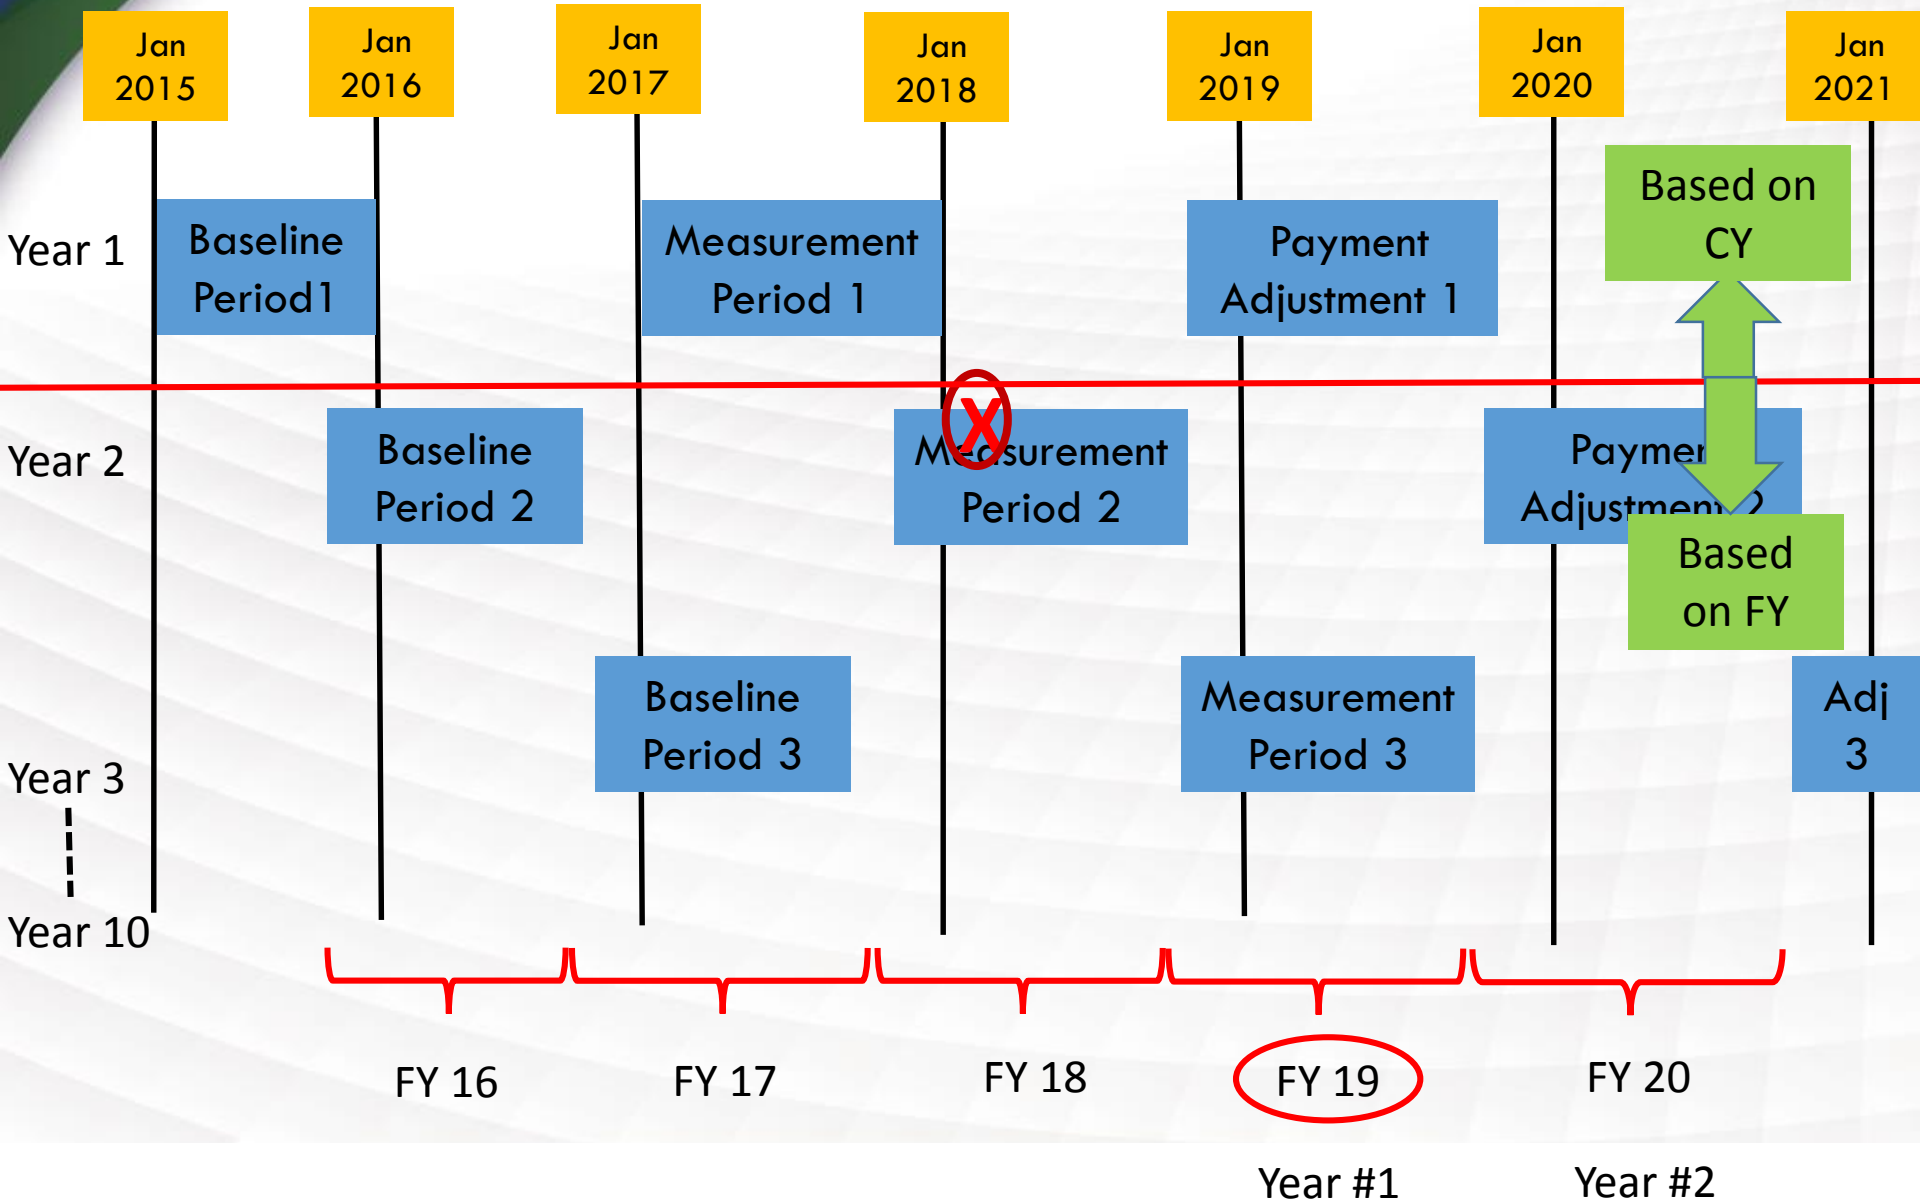 Jan
2015
Jan
2016
Jan
2017
Jan
2018
Jan
2019
Jan
2020
Jan
2021
Based on
CY
Year 1
Baseline
Period1
Measurement
Period 1
Payment
Adjustment 1
X
Year 2
Baseline
Period 2
Measurement
Period 2
Payment
Adjustment 2
Based
on FY
Year 3
Baseline
Period 3
Measurement
Period 3
Adj
3
Year 10
FY 16
FY 17
FY 18
FY 19
FY 20
Year #1
Year #2